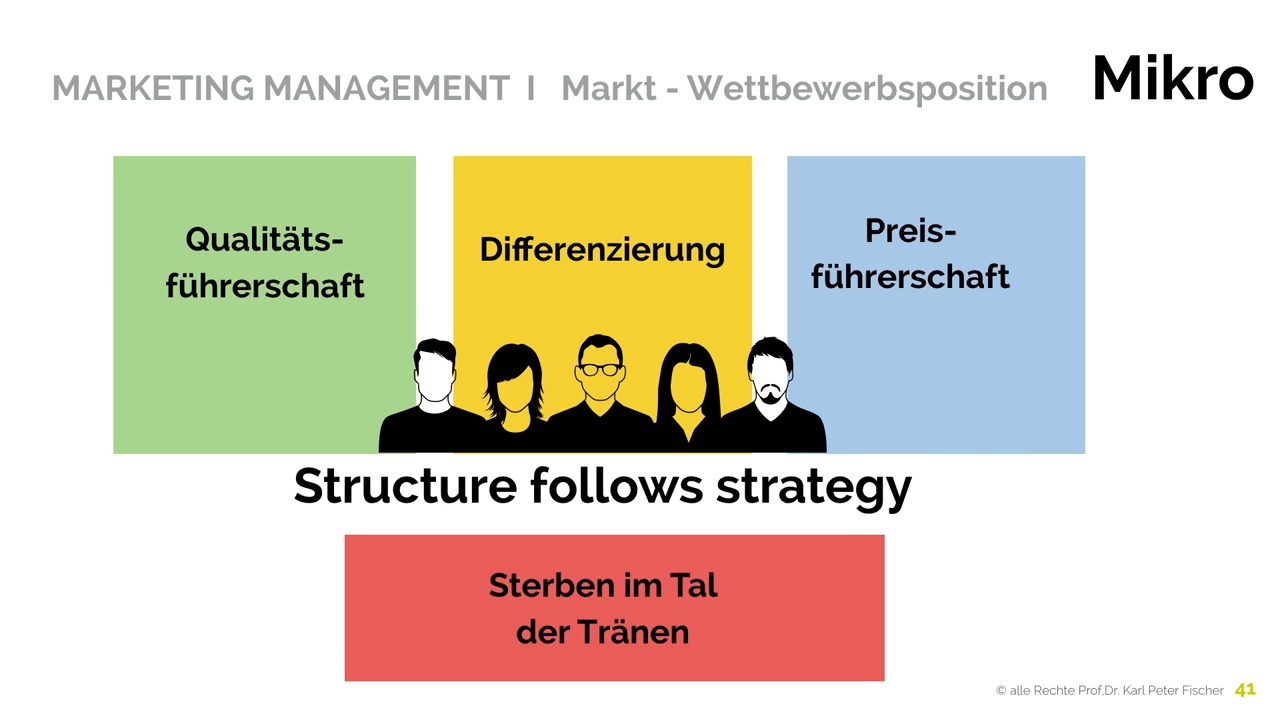 MARKETING MANAGEMENT I Markt - Wettbewerbsposition
Mikro
Qualitäts-
führerschaft
Differenzierung
Preis-
führerschaft
Structure follows strategy
Sterben im Tal
der Tränen
© alle Rechte Prof.Dr. Karl Peter Fischer 41